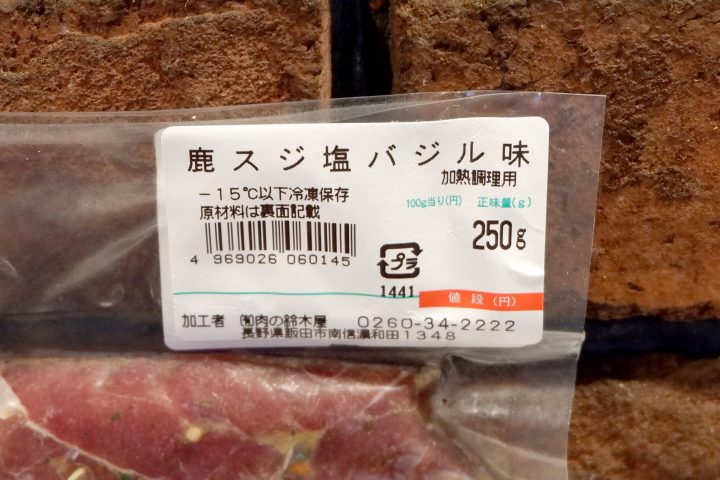 鹿スジ塩バジル味
加熱調理用
-15℃以下冷凍保存
原材料は裏面記載
100g当り(円) 正味量(g)
250g
4 969026 060145
プラ
1441
値段(円)
加工者 ㈲肉の鈴木屋 0260-34-2222
長野県飯田市南信濃和田1348